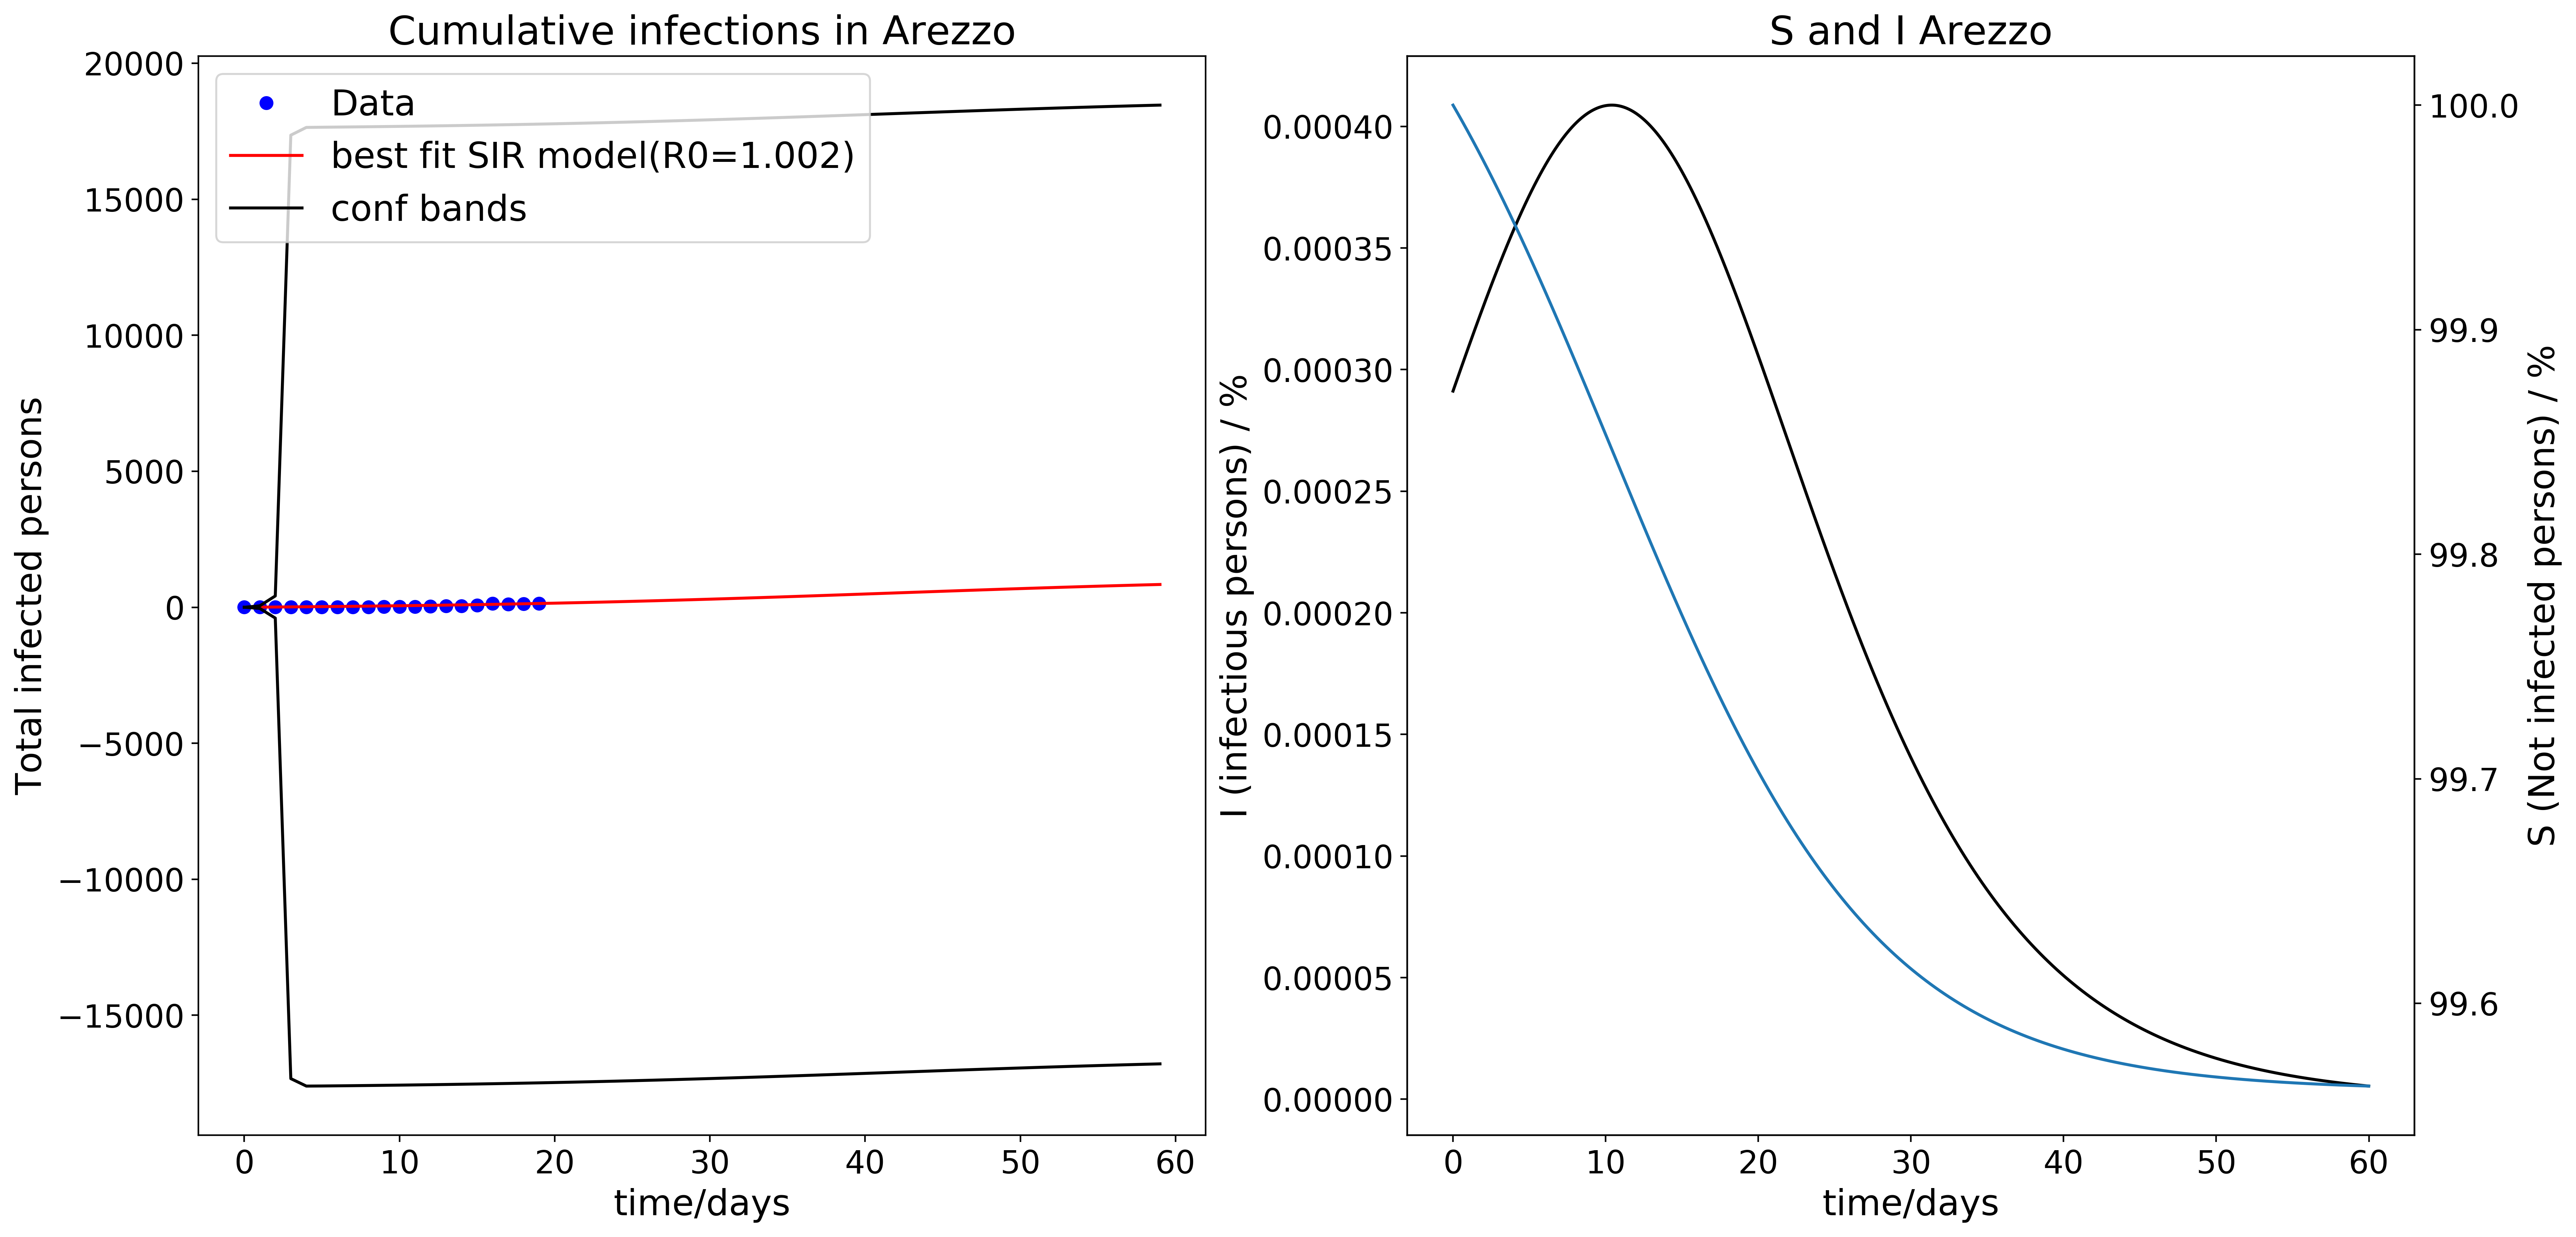 Cumulative infections in Arezzo
20000
15000
10000
5000
0
−5000
−10000
−15000
Total infected persons
Data
best fit SIR model(R0=1.002)
conf bands
0 10 20 30 40 50 60
time/days
S and I Arezzo
0.00040
0.00035
0.00030
0.00025
0.00020
0.00015
0.00010
0.00005
0.00000
I (infectious persons) / %
100.0
99.9
99.8
99.7
99.6
S (Not infected persons) / %
0 10 20 30 40 50 60
time/days